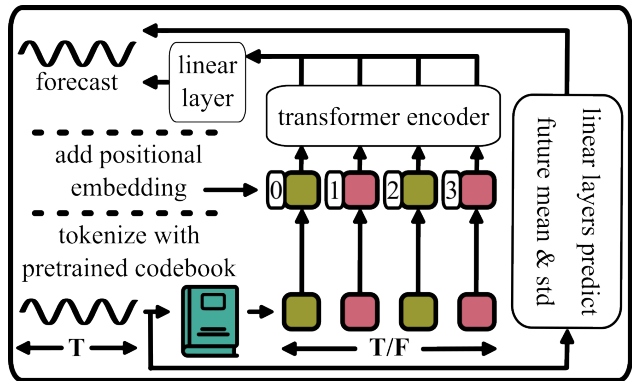 forecast
linear
layer
transformer encoder
add positional
embedding
0 1 2 3
tokenize with
pretrained codebook
T
T/F
linear layers predict
future mean & std